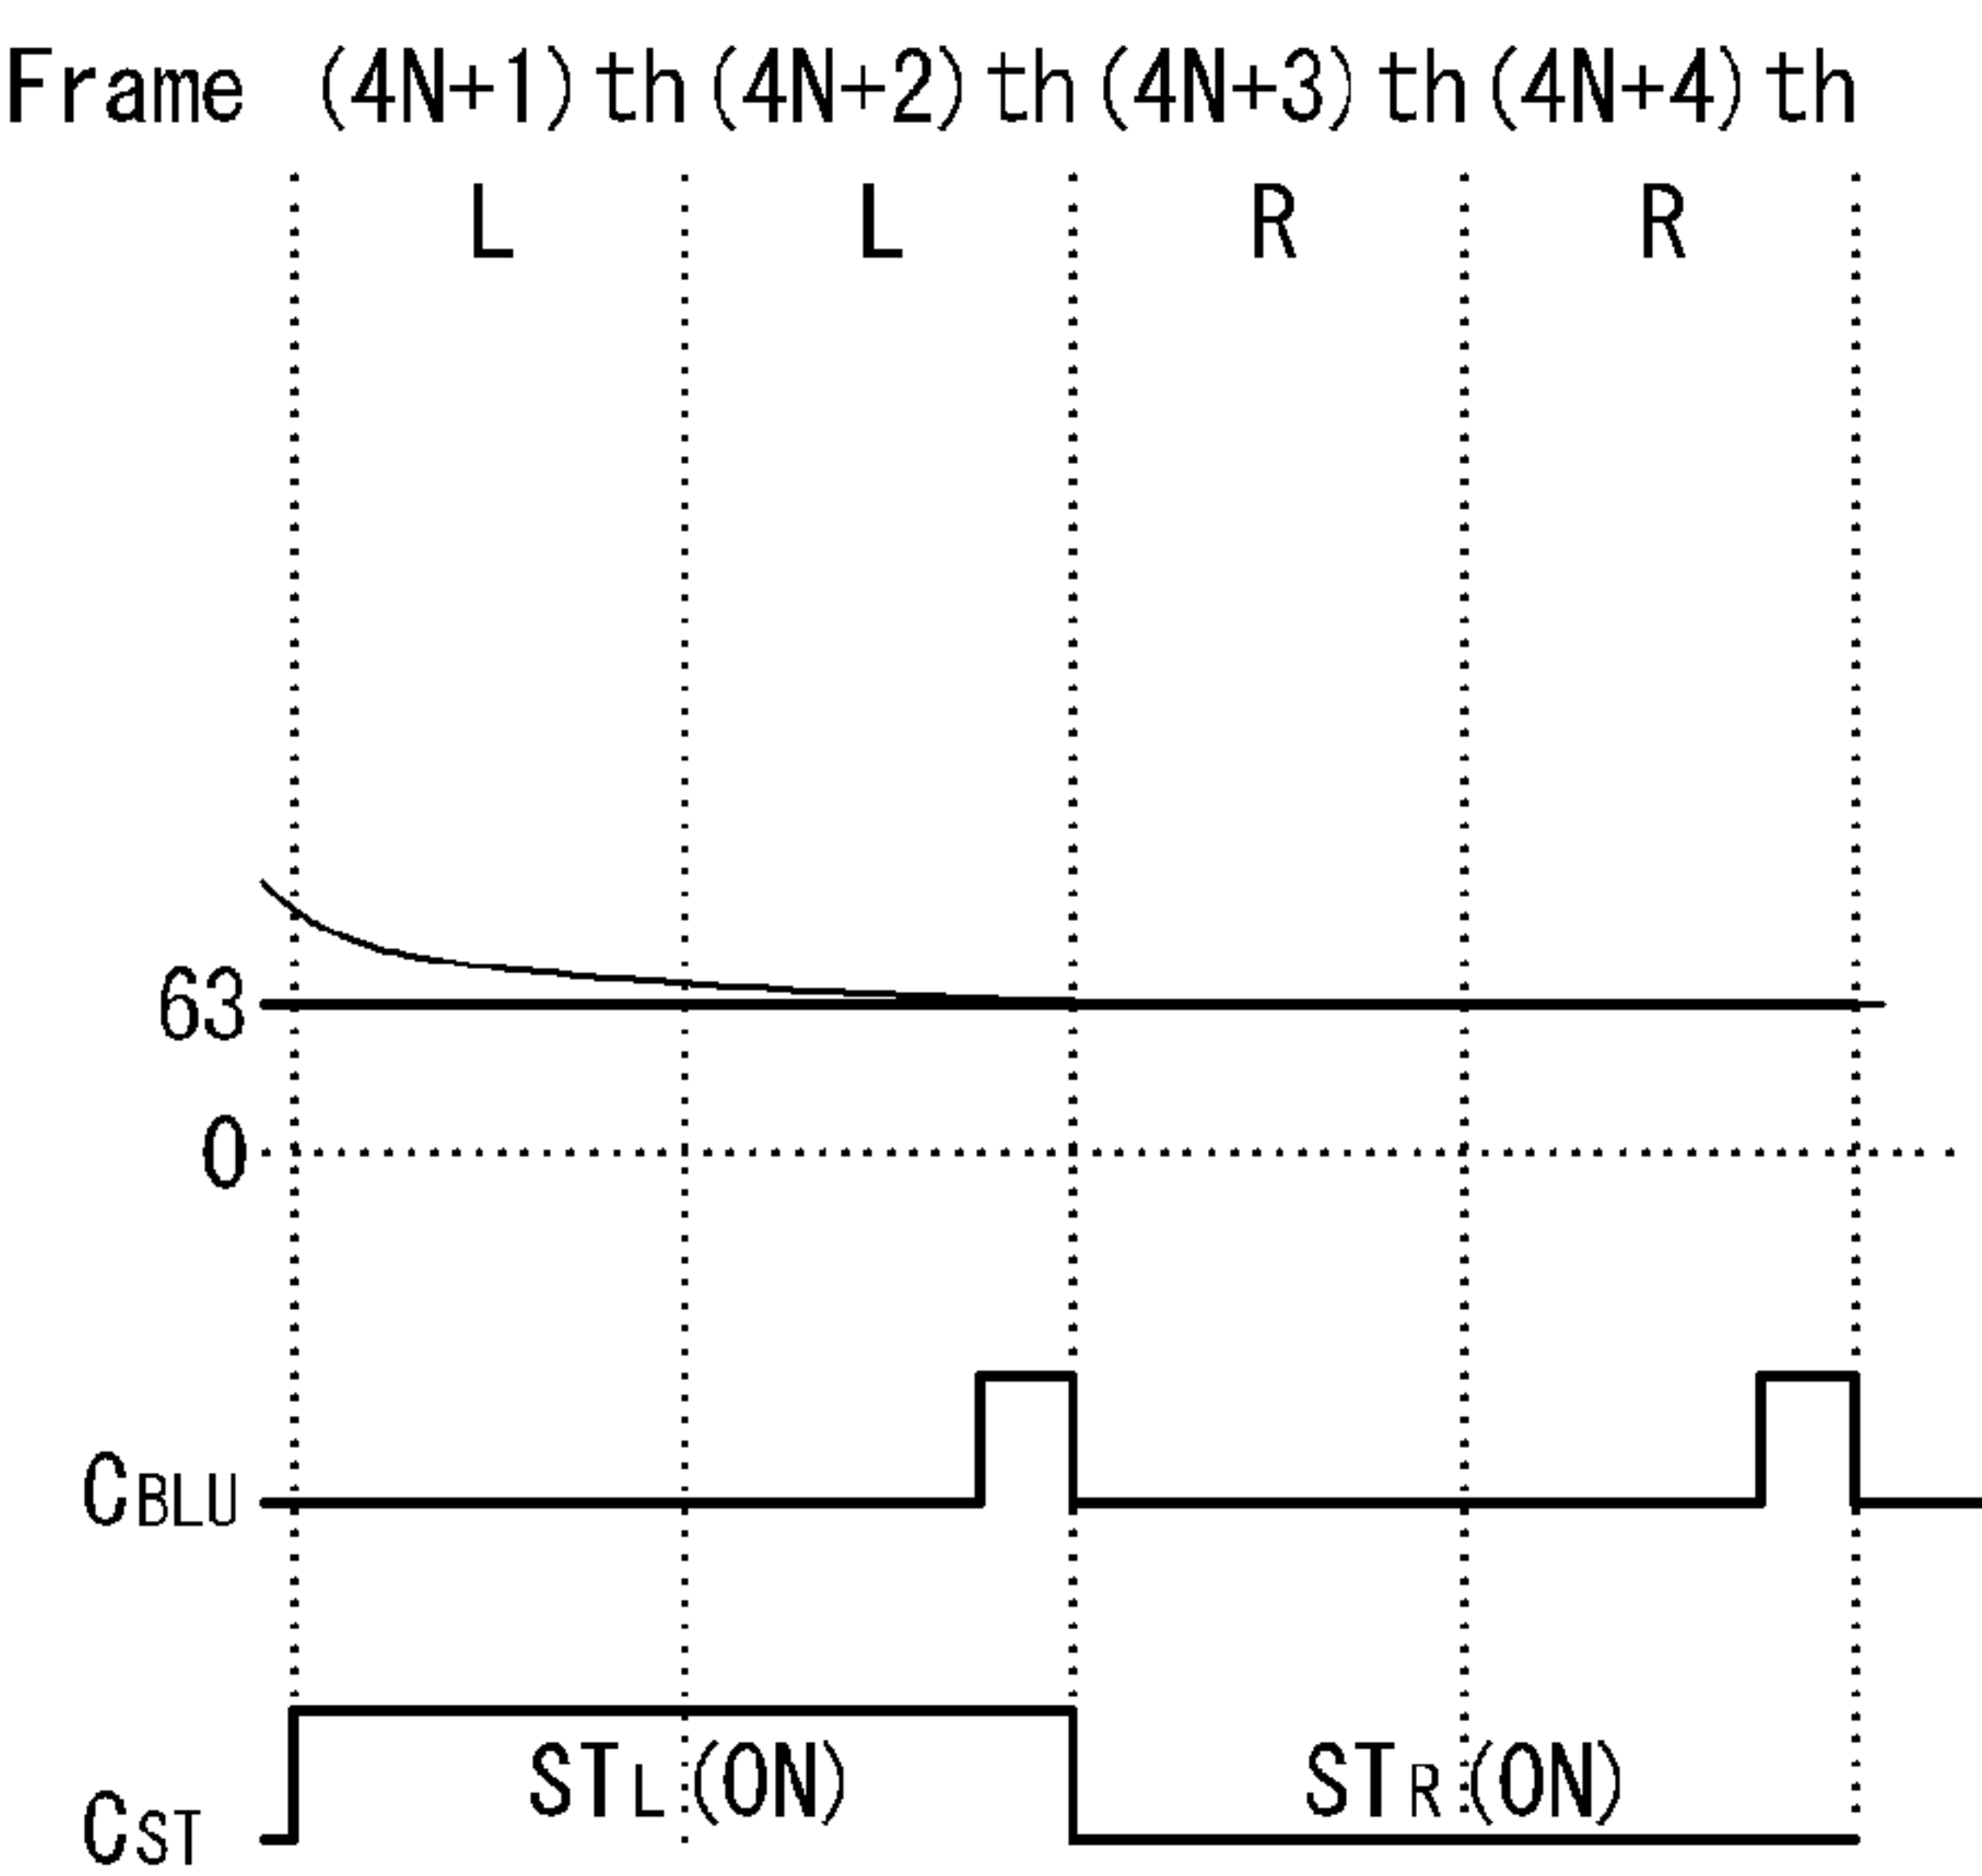 Frame (4N+1)th(4N+2)th(4N+3)th(4N+4)th
L L R R
63
0
CBLU
STL(ON) STR(ON)
CST